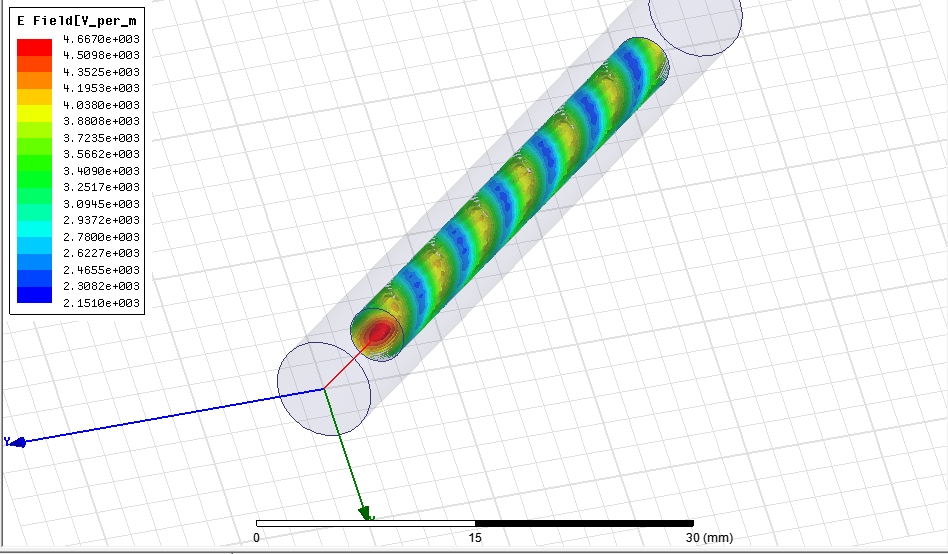 E Field[V_per_m
4.6670e+003
4.5098e+003
4.3525e+003
4.1953e+003
4.0380e+003
3.8808e+003
3.7235e+003
3.5662e+003
3.4090e+003
3.2517e+003
3.0945e+003
2.9372e+003
2.7800e+003
2.6227e+003
2.4655e+003
2.3082e+003
2.1510e+003
0 15 30 (mm)